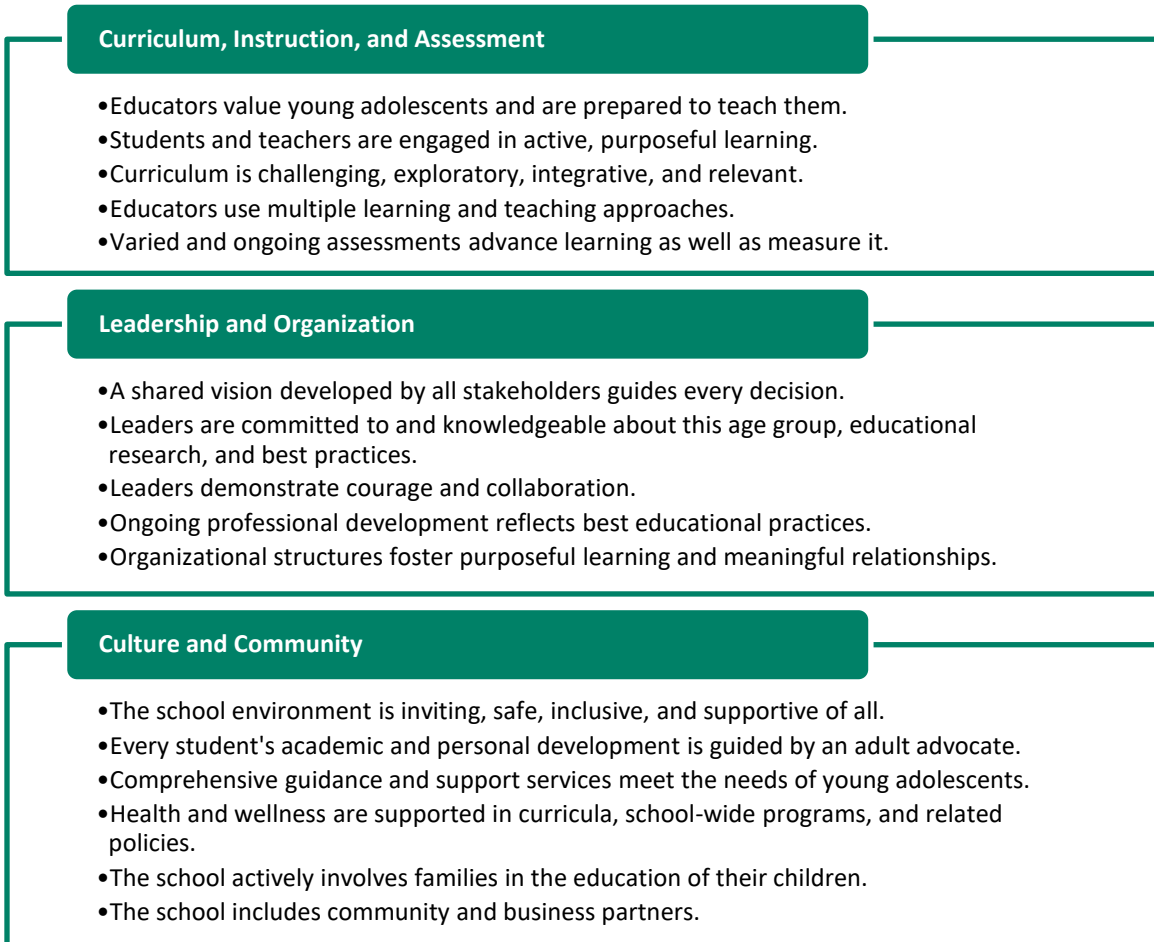 Curriculum, Instruction, and Assessment
•Educators value young adolescents and are prepared to teach them.
•Students and teachers are engaged in active, purposeful learning.
•Curriculum is challenging, exploratory, integrative, and relevant.
•Educators use multiple learning and teaching approaches.
•Varied and ongoing assessments advance learning as well as measure it.
Leadership and Organization
•A shared vision developed by all stakeholders guides every decision.
•Leaders are committed to and knowledgeable about this age group, educational
research, and best practices.
•Leaders demonstrate courage and collaboration.
•Ongoing professional development reflects best educational practices.
•Organizational structures foster purposeful learning and meaningful relationships.
Culture and Community
•The school environment is inviting, safe, inclusive, and supportive of all.
•Every student's academic and personal development is guided by an adult advocate.
•Comprehensive guidance and support services meet the needs of young adolescents.
•Health and wellness are supported in curricula, school-wide programs, and related
policies.
•The school actively involves families in the education of their children.
•The school includes community and business partners.